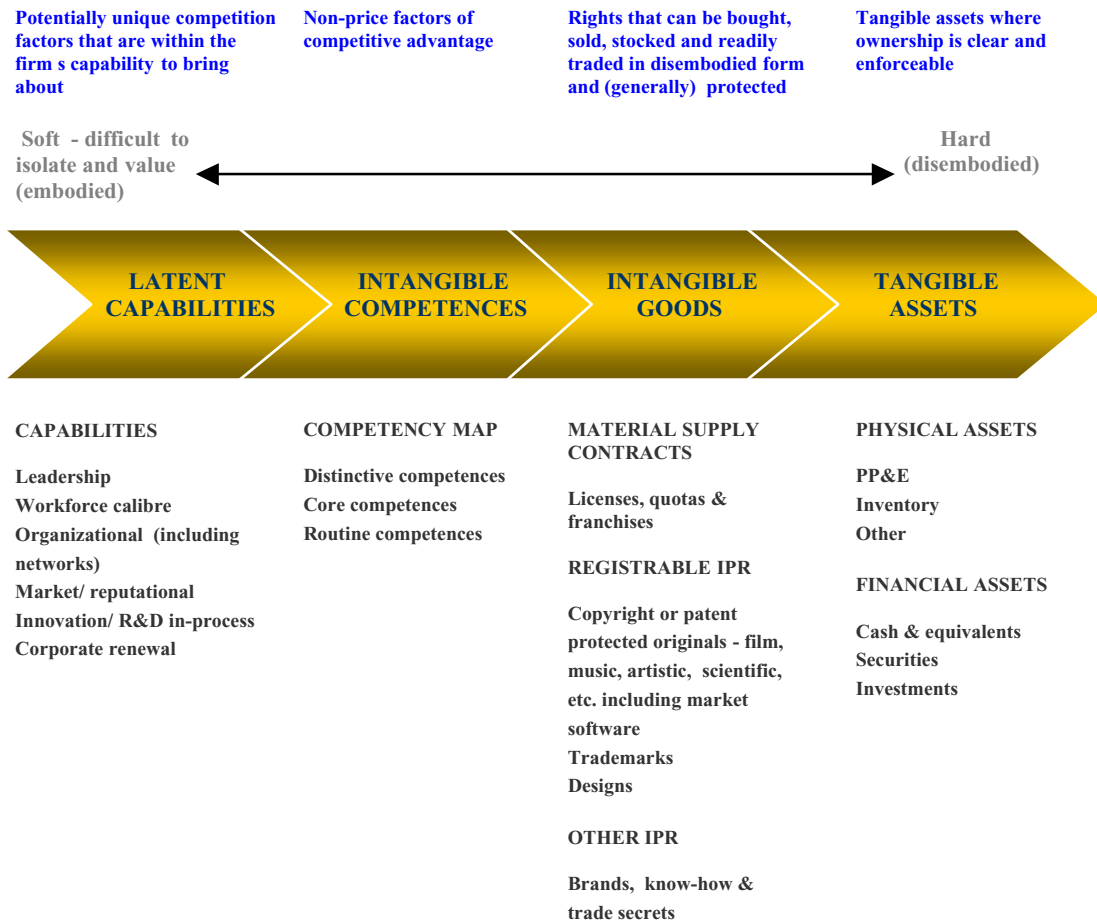 Potentially unique competition
factors that are within the
firm s capability to bring
about
Non-price factors of
competitive advantage
Rights that can be bought,
sold, stocked and readily
traded in disembodied form
and (generally) protected
Tangible assets where
ownership is clear and
enforceable
Soft - difficult to
isolate and value
(embodied)
Hard
(disembodied)
LATENT
CAPABILITIES
INTANGIBLE
COMPETENCES
INTANGIBLE
GOODS
TANGIBLE
ASSETS
CAPABILITIES
Leadership
Workforce calibre
Organizational (including
networks)
Market/ reputational
Innovation/ R&D in-process
Corporate renewal
COMPETENCY MAP
Distinctive competences
Core competences
Routine competences
MATERIAL SUPPLY
CONTRACTS
Licenses, quotas &
franchises
REGISTRABLE IPR
Copyright or patent
protected originals - film,
music, artistic, scientific,
etc. including market
software
Trademarks
Designs
OTHER IPR
Brands, know-how &
trade secrets
PHYSICAL ASSETS
PP&E
Inventory
Other
FINANCIAL ASSETS
Cash & equivalents
Securities
Investments